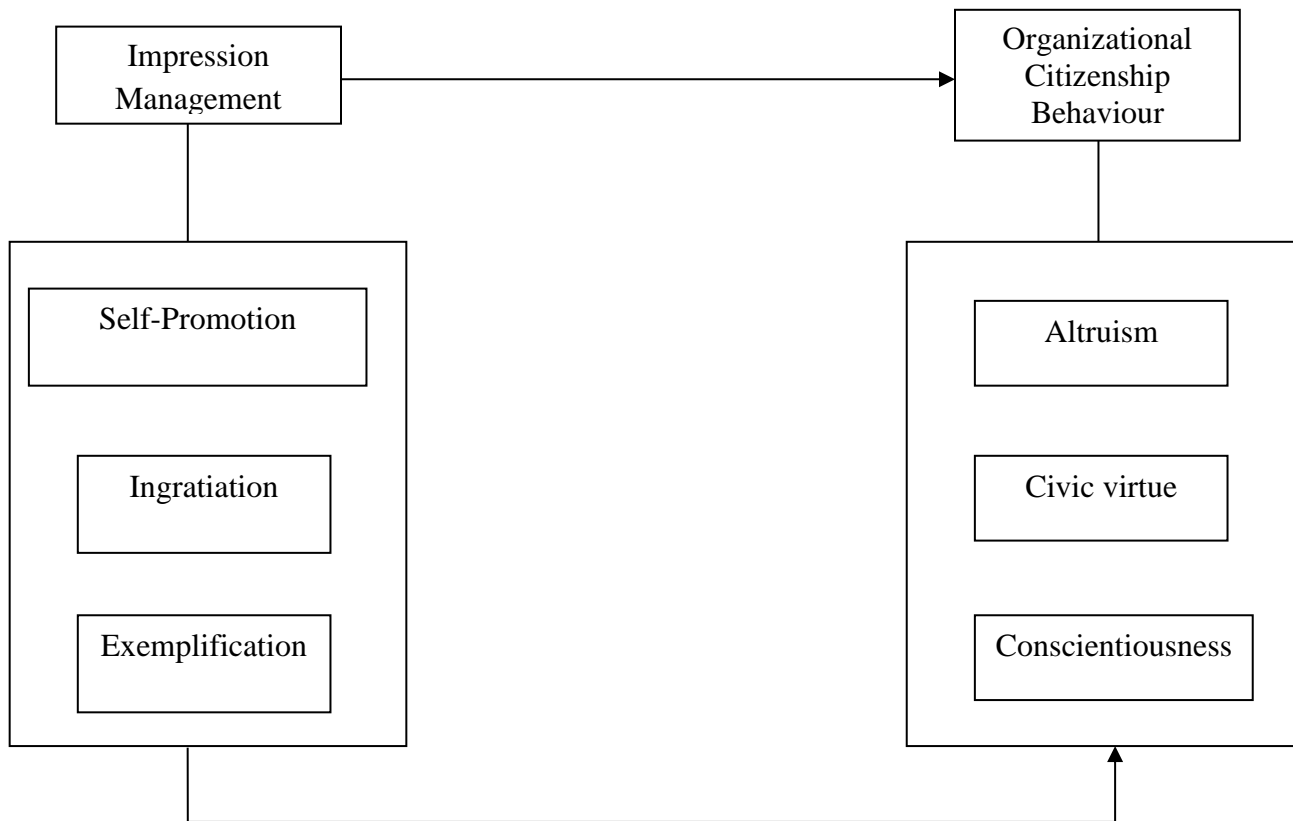 Impression
Management
Organizational
Citizenship
Behaviour
Self-Promotion
Altruism
Ingratiation
Civic virtue
Exemplification
Conscientiousness